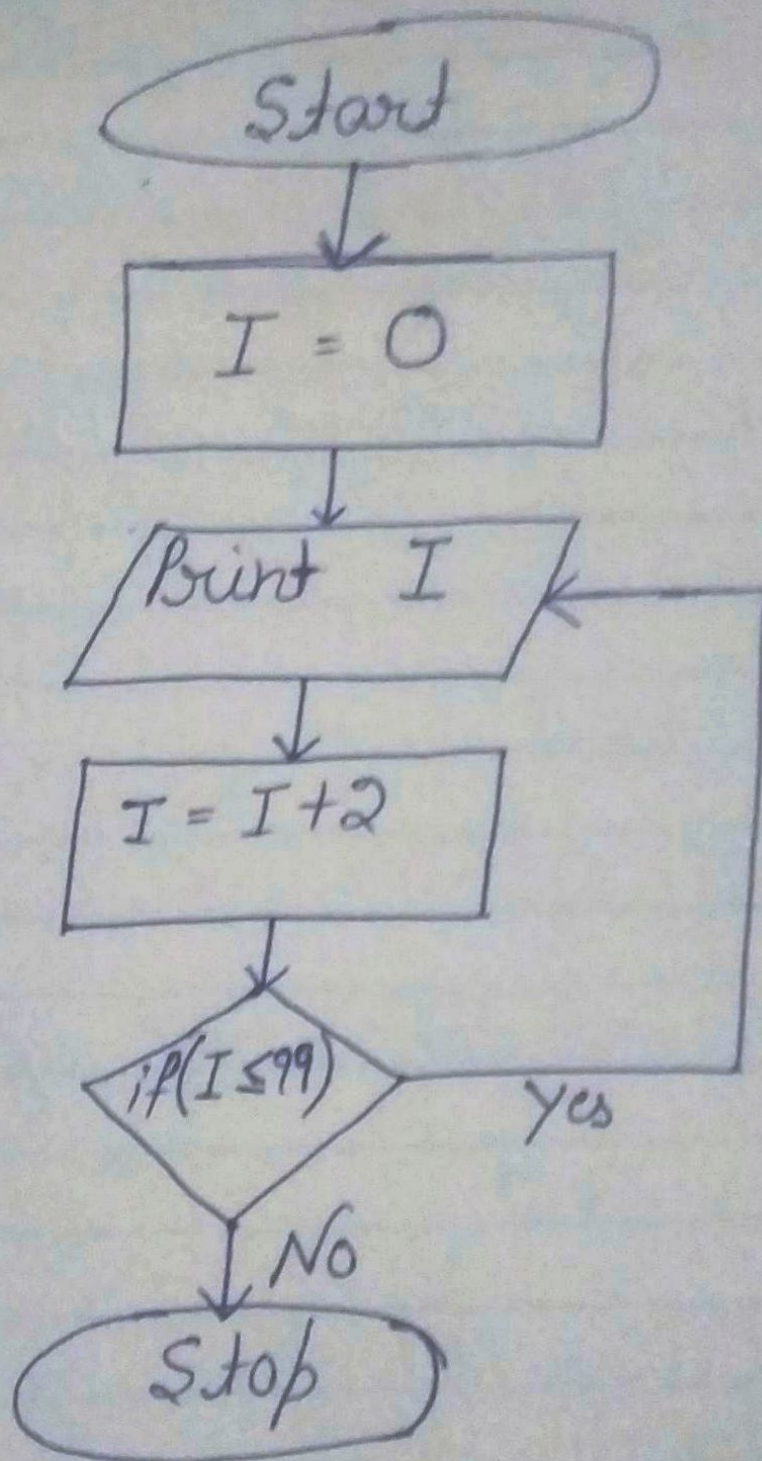 Start
I = 0
Print I
I = I+2
if(I ≤99)
Yes
No
Stop